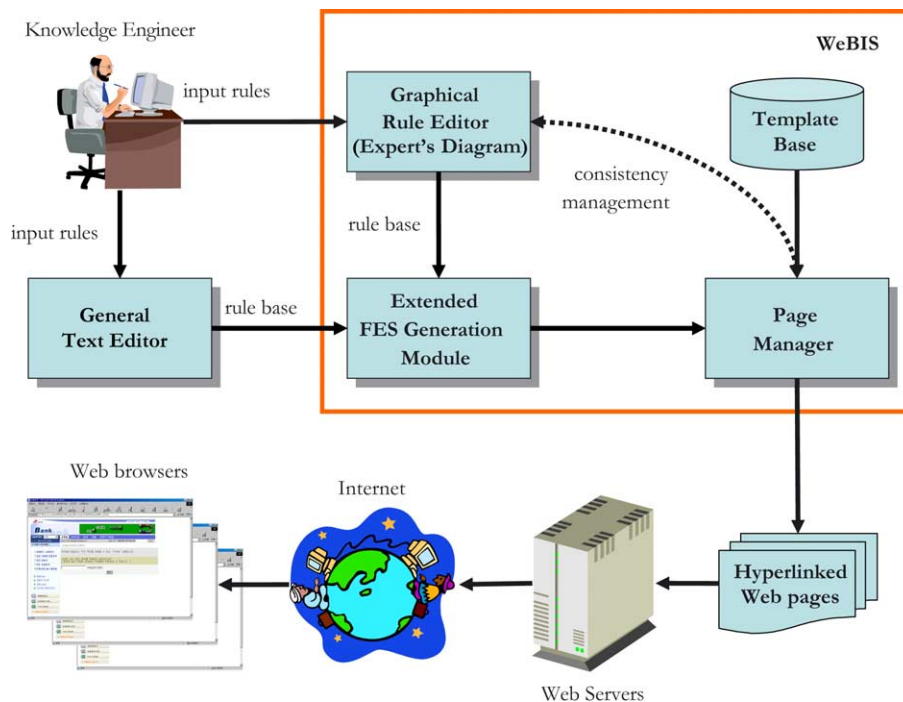 Knowledge Engineer
WeBIS
input rules
Graphical
Rule Editor
(Expert's Diagram)
Template
Base
consistency
management
input rules
rule base
General
Text Editor
rule base
Extended
FES Generation
Module
Page
Manager
Web browsers
Internet
Bank
Hyperlinked
Web pages
Web Servers